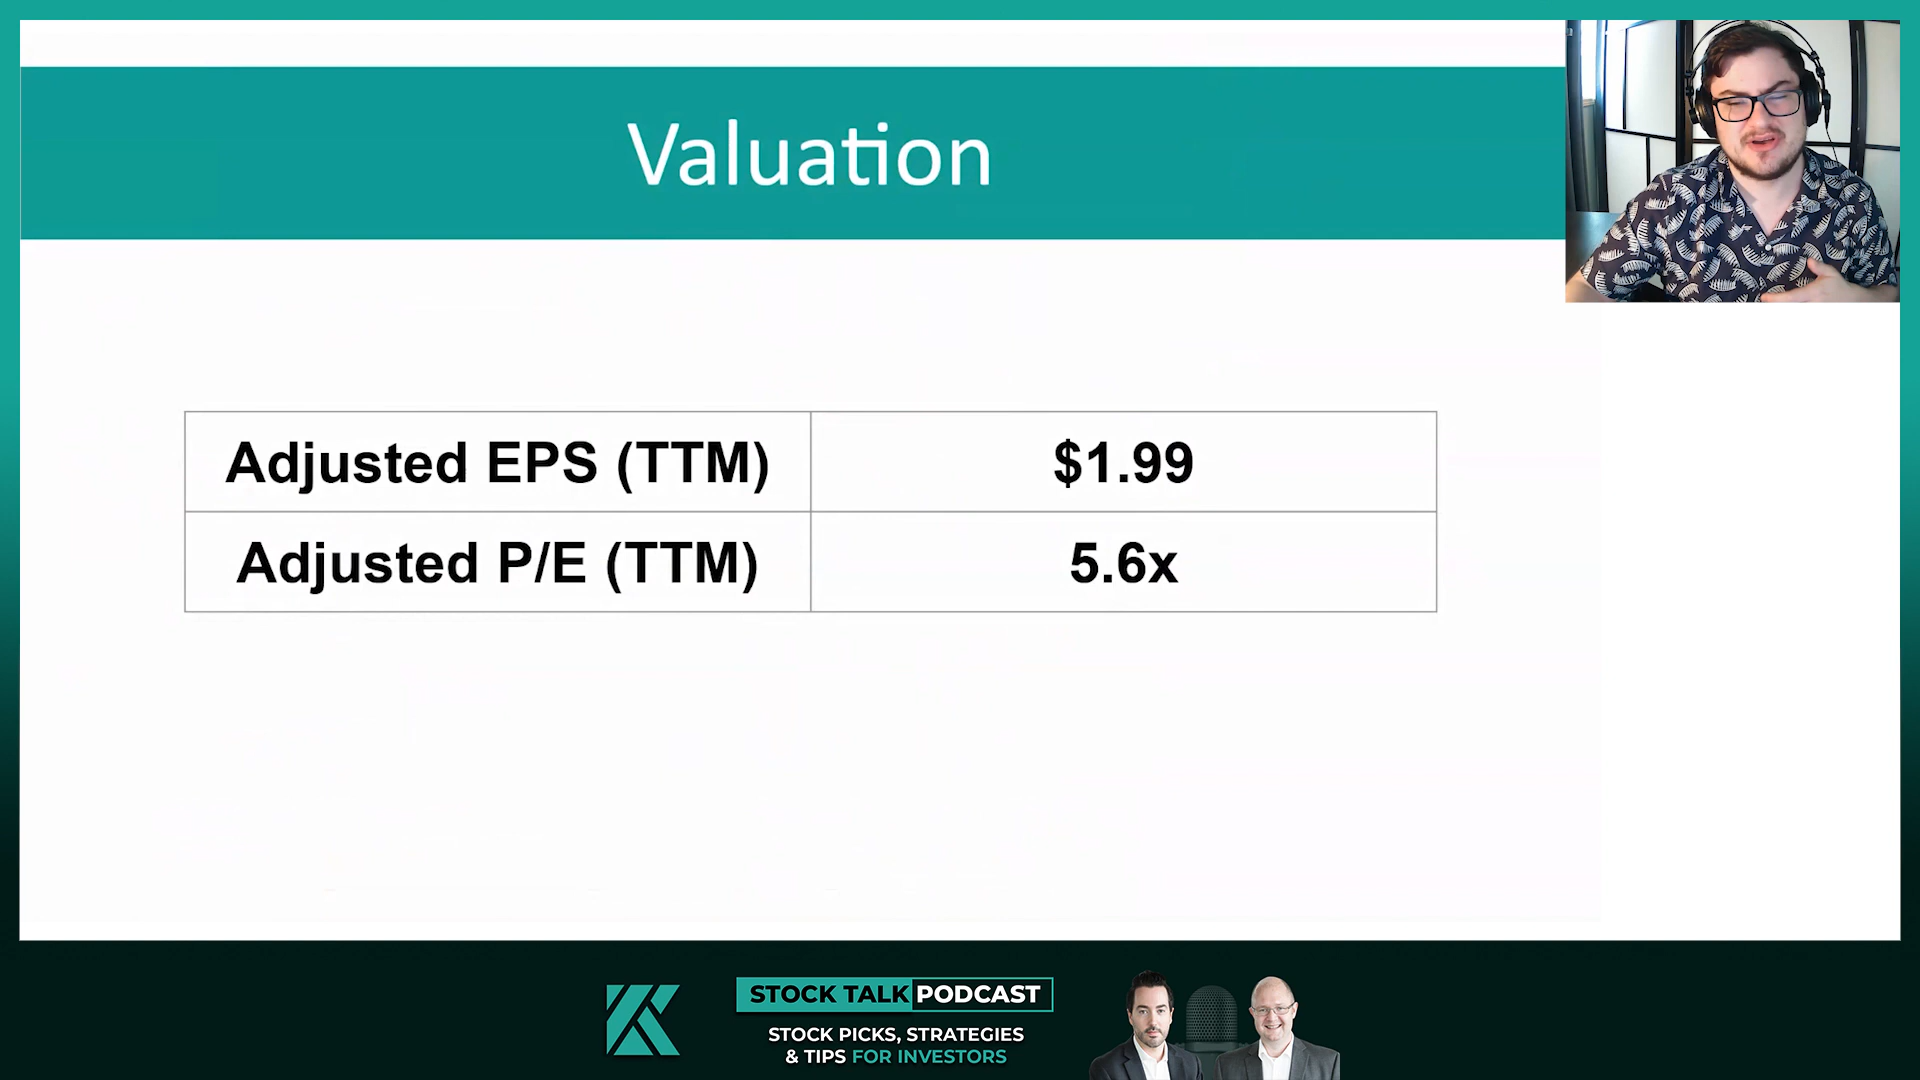 Valuation
Adjusted EPS (TTM) $1.99
Adjusted P/E (TTM) 5.6x
STOCK TALK PODCAST
STOCK PICKS, STRATEGIES
& TIPS FOR INVESTORS